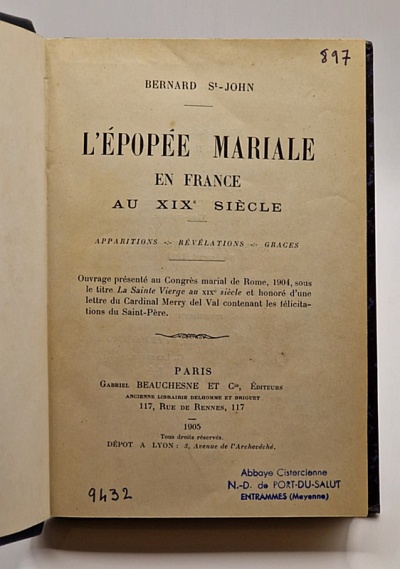 897
BERNARD St-JOHN
L'ÉPOPÉE MARIALE
EN FRANCE
AU XIXe SIÈCLE
APPARITIONS -:- RÉVÉLATIONS -:- GRACES
Ouvrage présenté au Congrès marial de Rome, 1904, sous
le titre La Sainte Vierge au XIXe siècle et honoré d'une
lettre du Cardinal Merry del Val contenant les félicita-
tions du Saint-Père.
PARIS
GABRIEL BEAUCHESNE ET Cie, ÉDITEURS
ANCIENNE LIBRAIRIE DELHOMME ET BRIGUET
117, RUE DE RENNES, 117
1905
Tous droits réservés.
DÉPOT A LYON : 3, Avenue de l'Archevêché.
Abbaye Cistercienne
N.-D. de PORT-DU-SALUT
ENTRAMMES (Mayenne)
9432